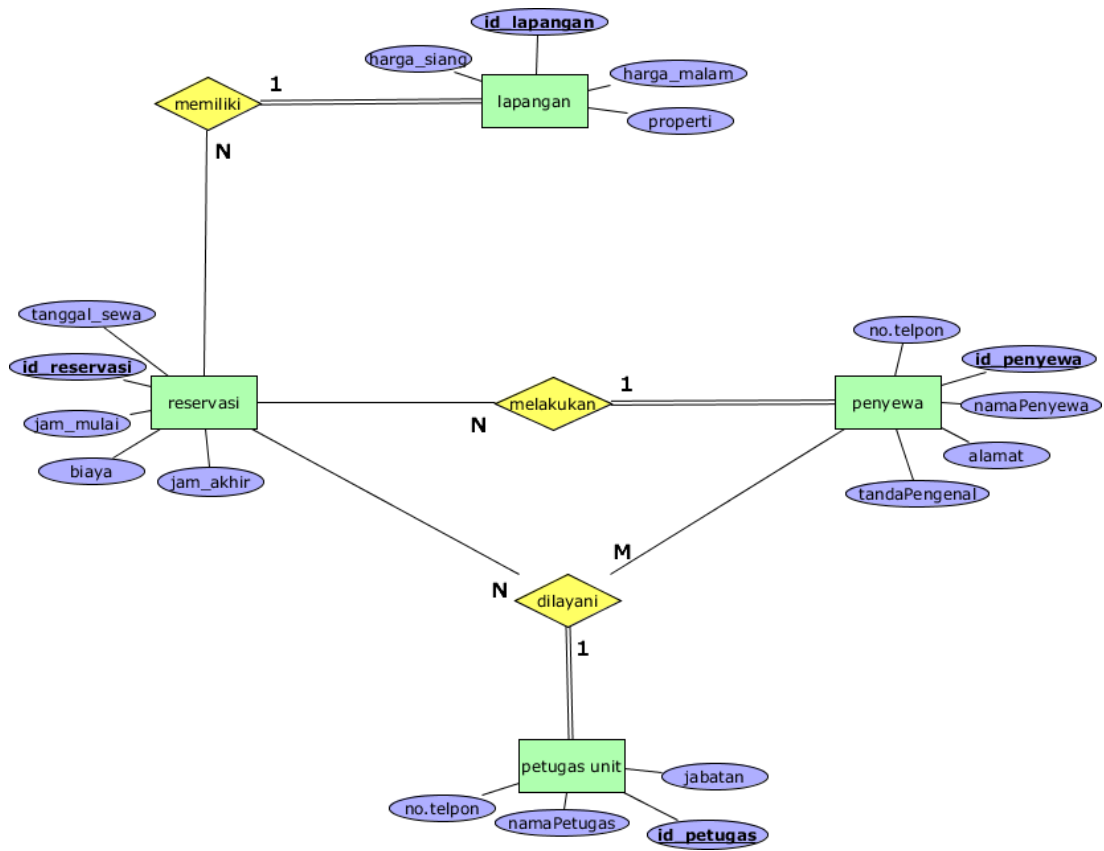 id_lapangan
harga_siang
harga_malam
1
memiliki
lapangan
properti
N
tanggal_sewa
no.telpon
id_reservasi
id_penyewa
1
reservasi
melakukan
penyewa
namaPenyewa
jam_mulai
N
alamat
biaya
jam_akhir
tandaPengenal
M
N
dilayani
1
petugas unit
jabatan
no.telpon
namaPetugas
id_petugas